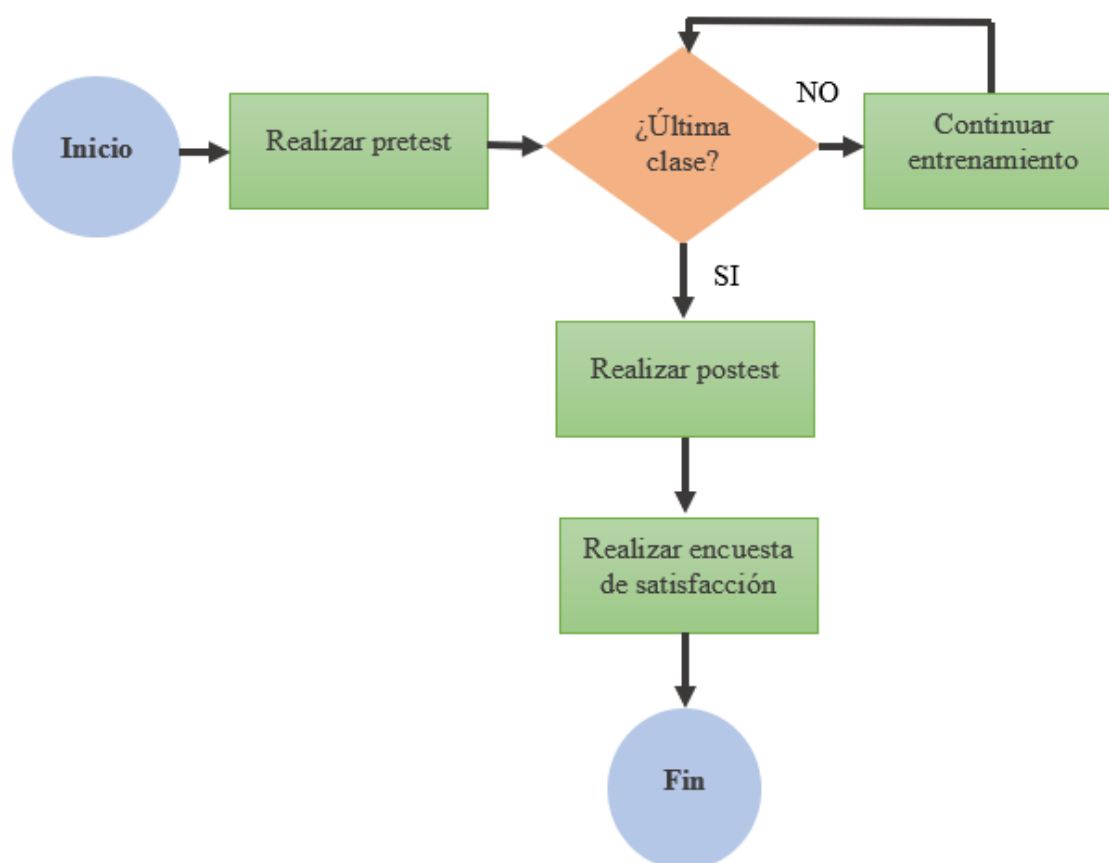 Inicio
Realizar pretest
¿Última
clase?
NO
Continuar
entrenamiento
SI
Realizar postest
Realizar encuesta
de satisfacción
Fin